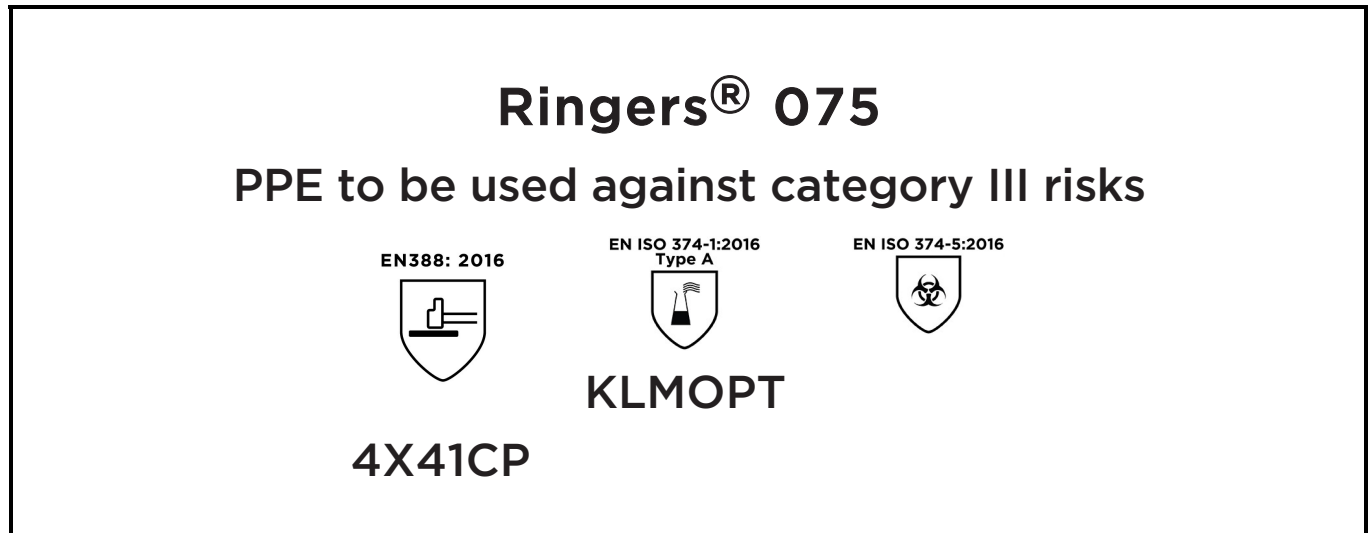 Ringers® 075
PPE to be used against category III risks
EN388: 2016
EN ISO 374-1:2016
Type A
EN ISO 374-5:2016
KLMOPT
4X41CP